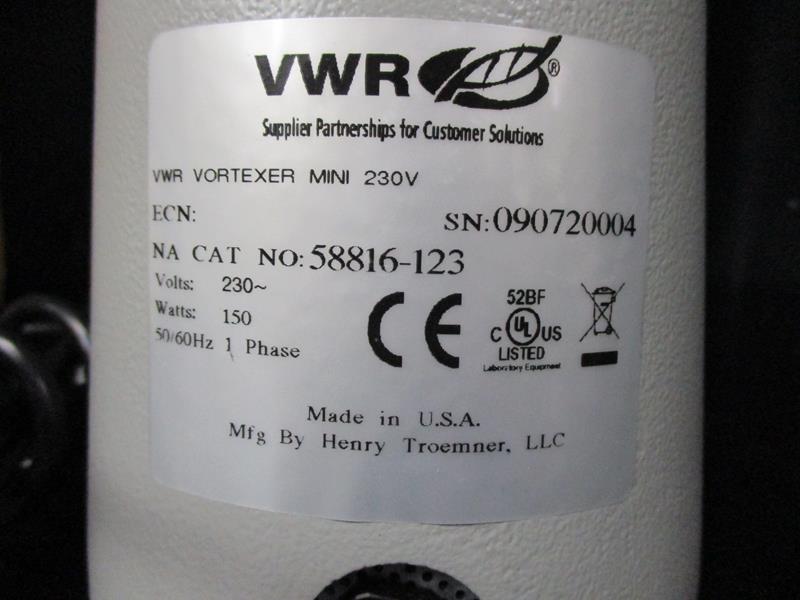 VWR®
Supplier Partnerships for Customer Solutions
VWR VORTEXER MINI 230V
ECN:
SN:090720004
NA CAT NO:58816-123
Volts: 230~
Watts: 150
50/60Hz 1 Phase
CE
52BF
C UL US
LISTED
Laboratory Equipment
Made in U.S.A.
Mfg By Henry Troemner, LLC